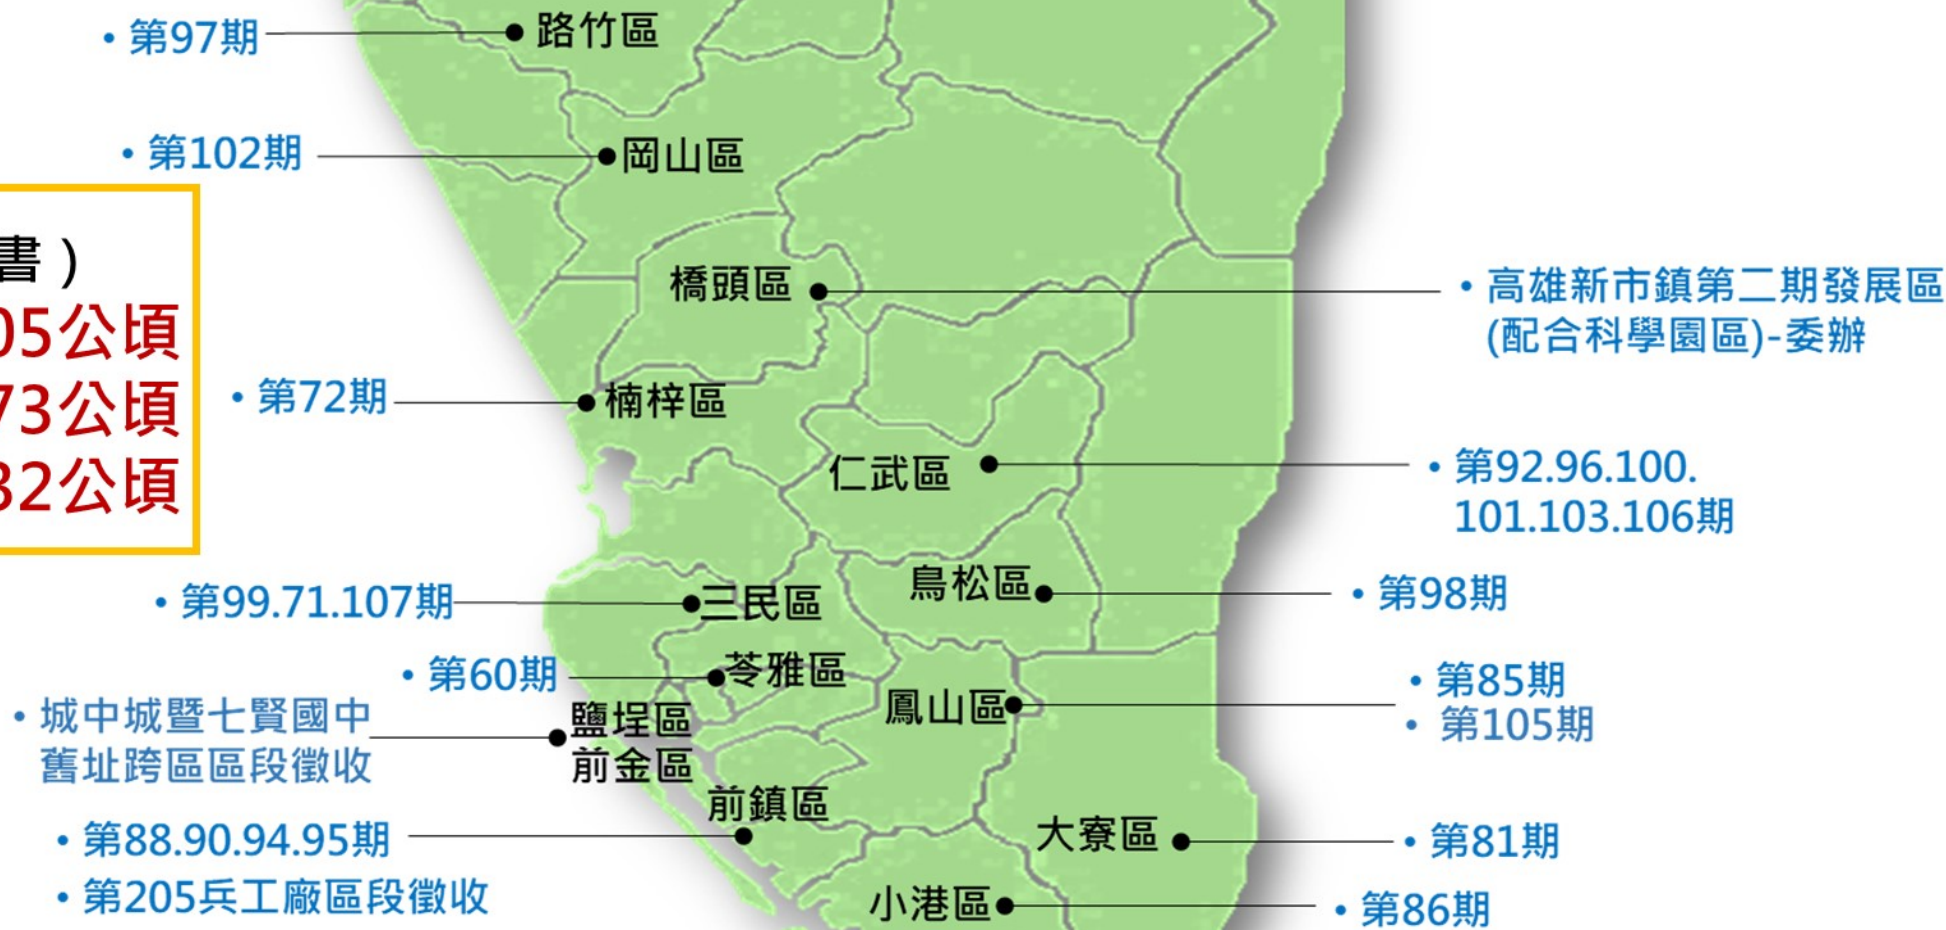 • 第97期
路竹區
• 第102期
岡山區
書）
05公頃
73公頃
32公頃
橋頭區
• 高雄新市鎮第二期發展區
(配合科學園區)-委辦
• 第72期
楠梓區
仁武區
• 第92.96.100.
101.103.106期
• 第99.71.107期
三民區
鳥松區
• 第98期
• 第60期
苓雅區
鳳山區
• 第85期
• 第105期
• 城中城暨七賢國中
舊址跨區區段徵收
鹽埕區
前金區
前鎮區
• 第88.90.94.95期
• 第205兵工廠區段徵收
大寮區
• 第81期
小港區
• 第86期